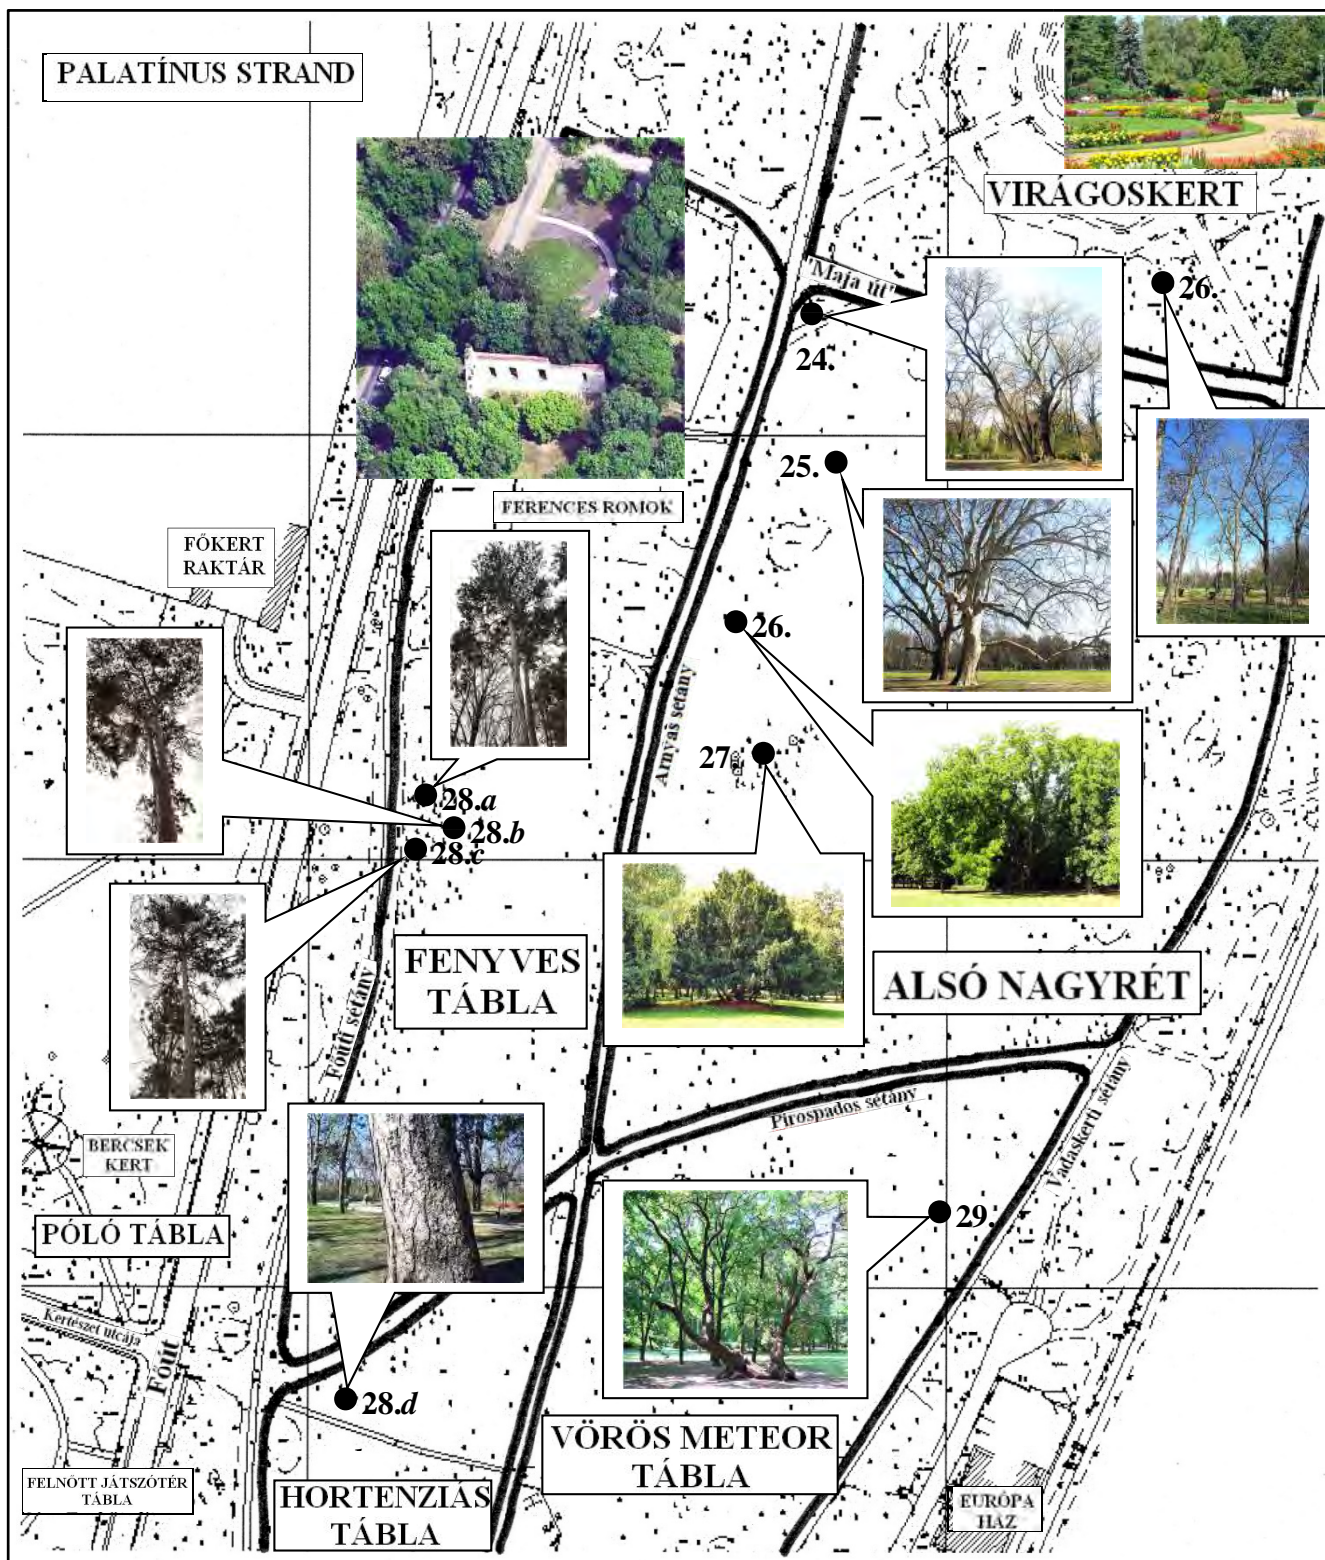 PALATÍNUS STRAND
VIRÁGOSKERT
"Maja út"
26.
24.
25.
FERENCES ROMOK
FŐKERT
RAKTÁR
26.
Árnyas sétány
27.
28.a
28.b
28.c
FENYVES
TÁBLA
ALSÓ NAGYRÉT
Főúti sétány
Pirospados sétány
Vadaskerti sétány
BERCSEK
KERT
PÓLÓ TÁBLA
29.
Kertészet utcája
Főút
28.d
VÖRÖS METEOR
TÁBLA
FELNŐTT JÁTSZÓTÉR
TÁBLA
HORTENZIÁS
TÁBLA
EURÓPA
HÁZ